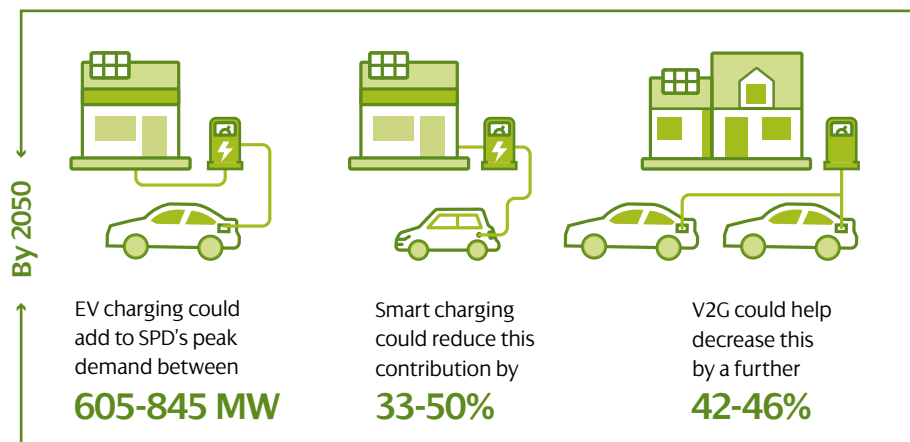 By 2050
EV charging could
add to SPD's peak
demand between
605-845 MW
Smart charging
could reduce this
contribution by
33-50%
V2G could help
decrease this
by a further
42-46%